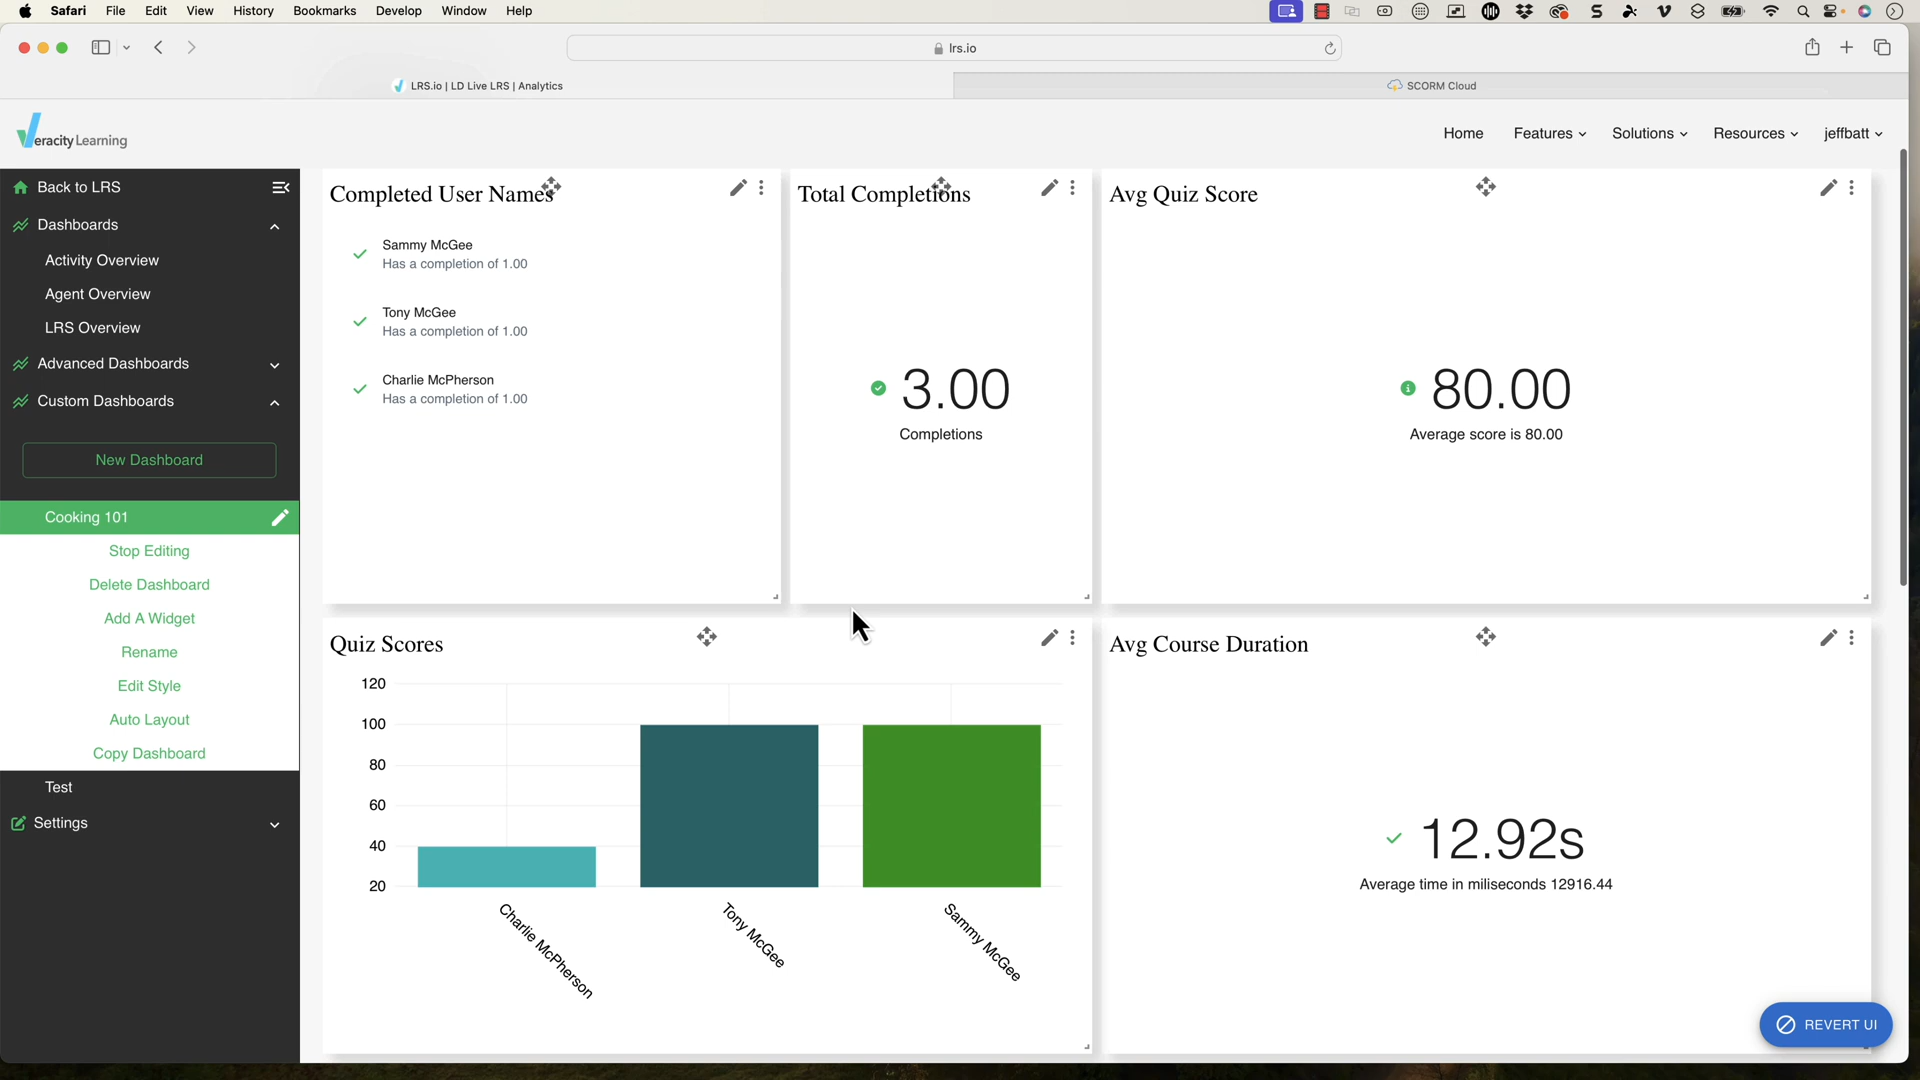 Safari File Edit View History Bookmarks Develop Window Help
lrs.io
LRS.io | LD Live LRS | Analytics
SCORM Cloud
Veracity Learning
Home Features Solutions Resources jeffbatt
Back to LRS
Dashboards
Activity Overview
Agent Overview
LRS Overview
Advanced Dashboards
Custom Dashboards
New Dashboard
Cooking 101
Stop Editing
Delete Dashboard
Add A Widget
Rename
Edit Style
Auto Layout
Copy Dashboard
Test
Settings
Completed User Names
Sammy McGee
Has a completion of 1.00
Tony McGee
Has a completion of 1.00
Charlie McPherson
Has a completion of 1.00
Total Completions
3.00
Completions
Avg Quiz Score
80.00
Average score is 80.00
Quiz Scores
120
100
80
60
40
20
Charlie McPherson
Tony McGee
Sammy McGee
Avg Course Duration
12.92s
Average time in miliseconds 12916.44
REVERT UI